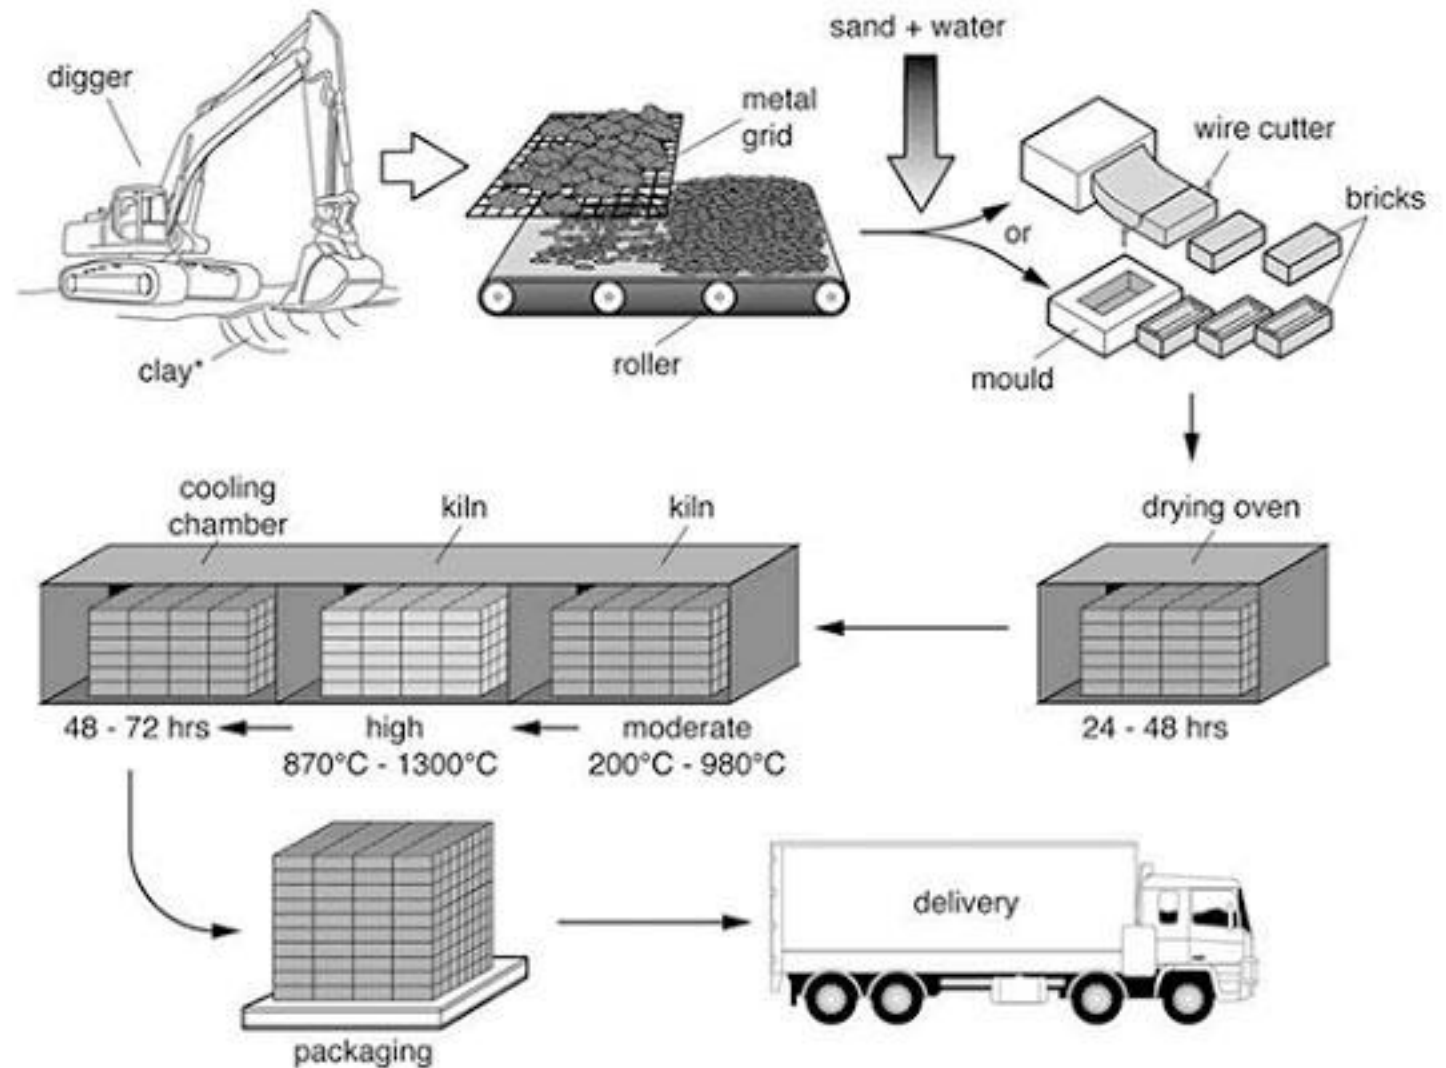 digger
clay*
metal
grid
roller
sand + water
or
wire cutter
bricks
mould
drying oven
24 - 48 hrs
cooling
chamber
kiln
kiln
48 - 72 hrs
high
870°C - 1300°C
moderate
200°C - 980°C
packaging
delivery